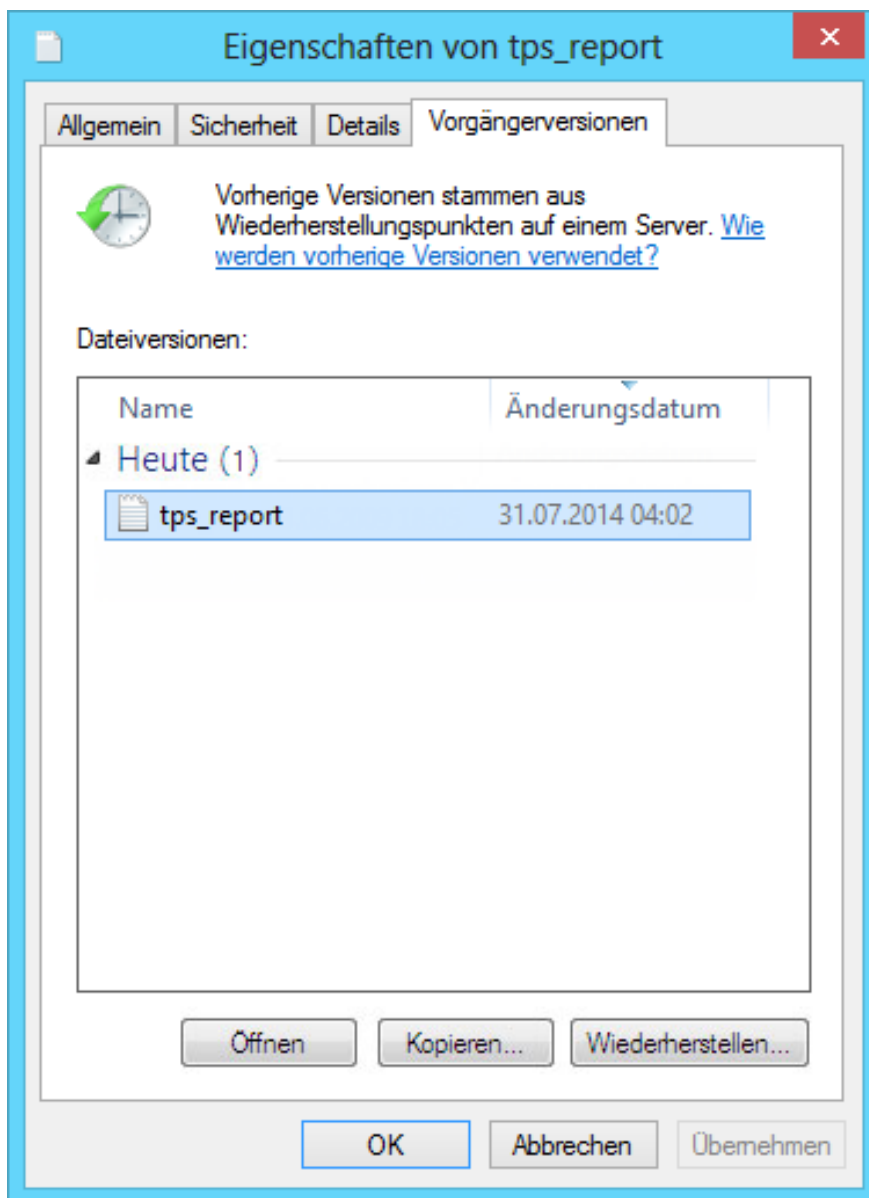 Eigenschaften von tps_report
Allgemein Sicherheit Details Vorgängerversionen
Vorherige Versionen stammen aus
Wiederherstellungspunkten auf einem Server. Wie
werden vorherige Versionen verwendet?
Dateiversionen:
Name Änderungsdatum
Heute (1)
tps_report 31.07.2014 04:02
Öffnen Kopieren... Wiederherstellen...
OK Abbrechen Übernehmen